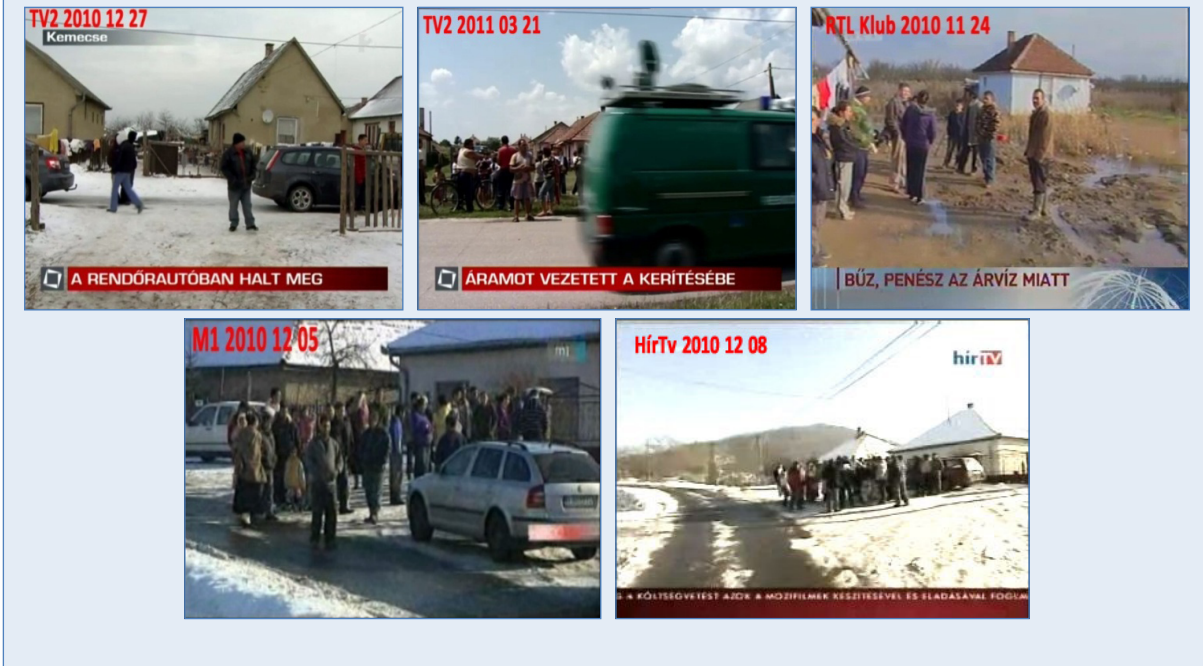 TV2 2010 12 27
Kemecse
A RENDŐRAUTÓBAN HALT MEG
TV2 2011 03 21
ÁRAMOT VEZETETT A KERÍTÉSÉBE
RTL Klub 2010 11 24
BŰZ, PENÉSZ AZ ÁRVÍZ MIATT
M1 2010 12 05
m1
HírTv 2010 12 08
hírTV
G A KÖLTSÉGVETÉST AZOK A MOZIFILMEK KÉSZÍTÉSÉVEL ÉS ELADÁSÁVAL FOGLAL